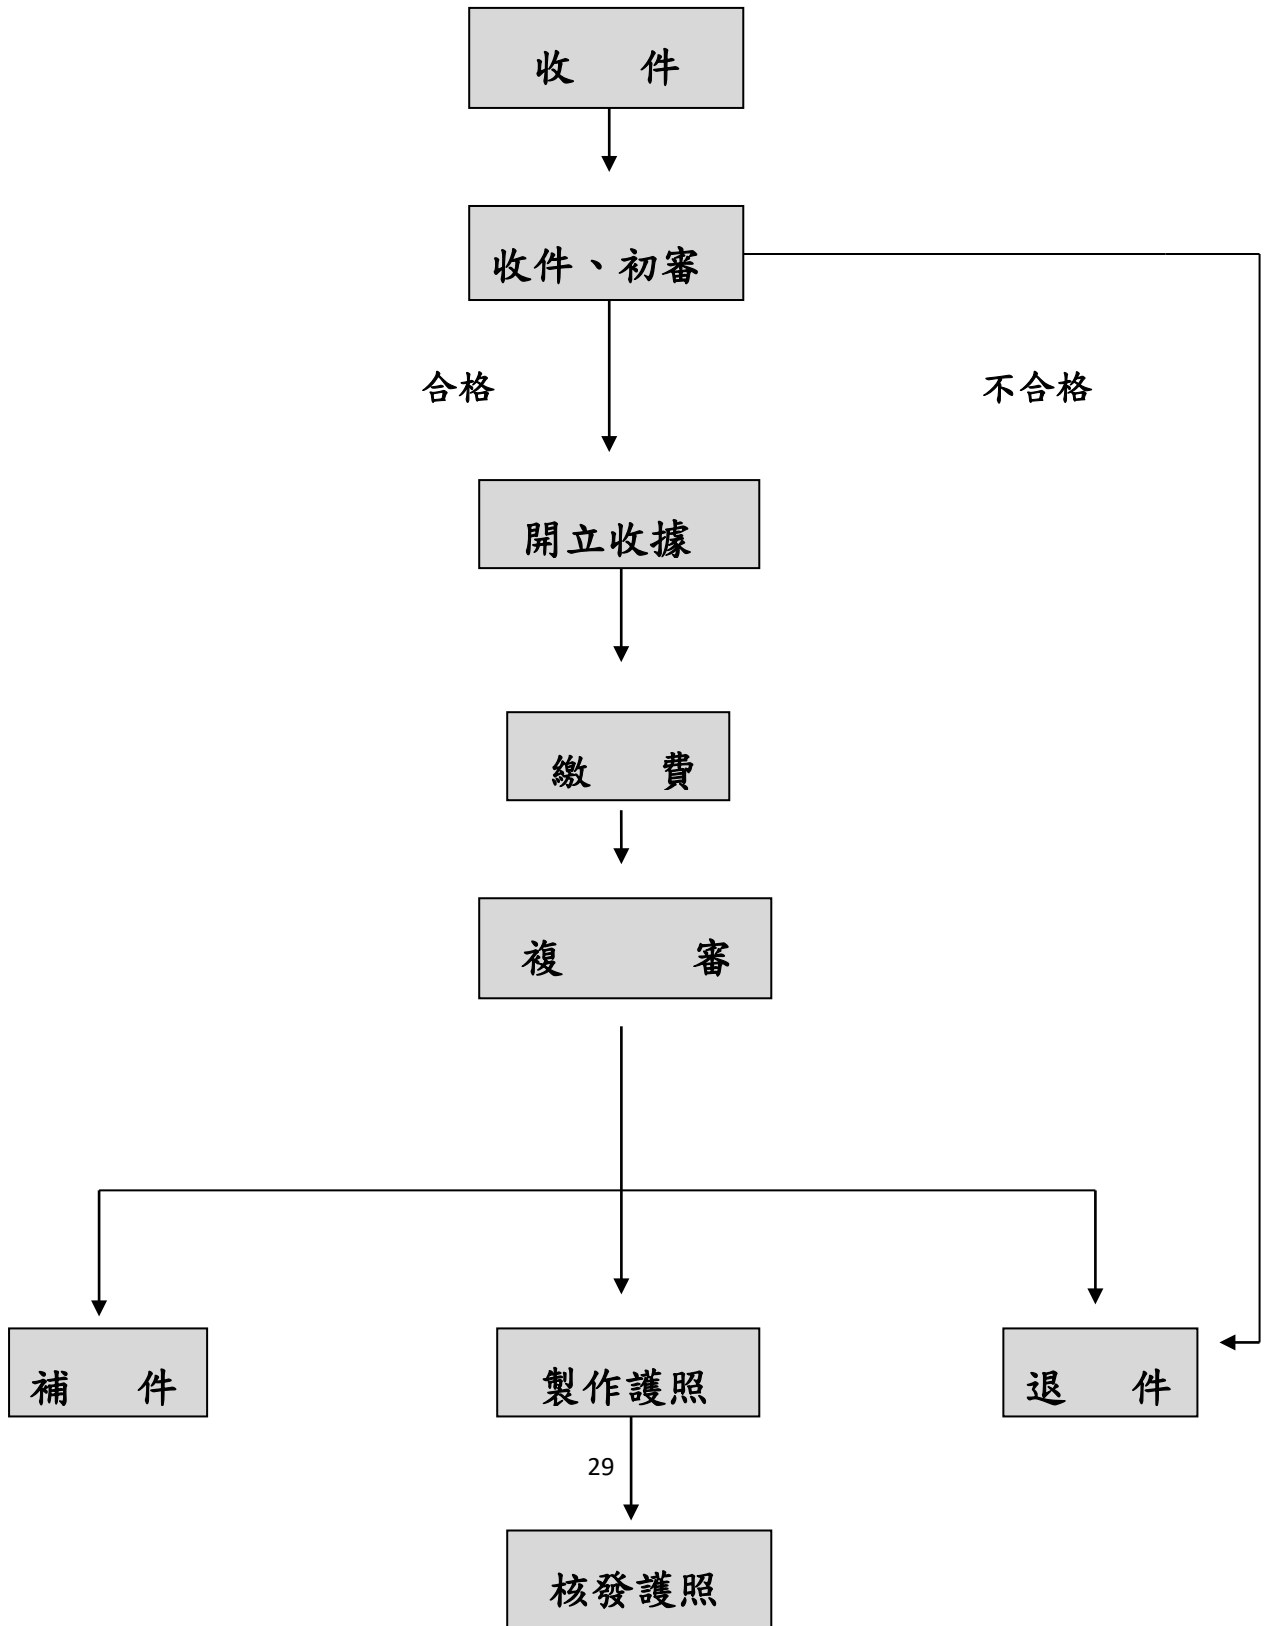 收　　件
收件、初審
合格　　不合格
開立收據
繳　　費
複　　　審
補　　件　　製作護照　　退　　件
29
核發護照